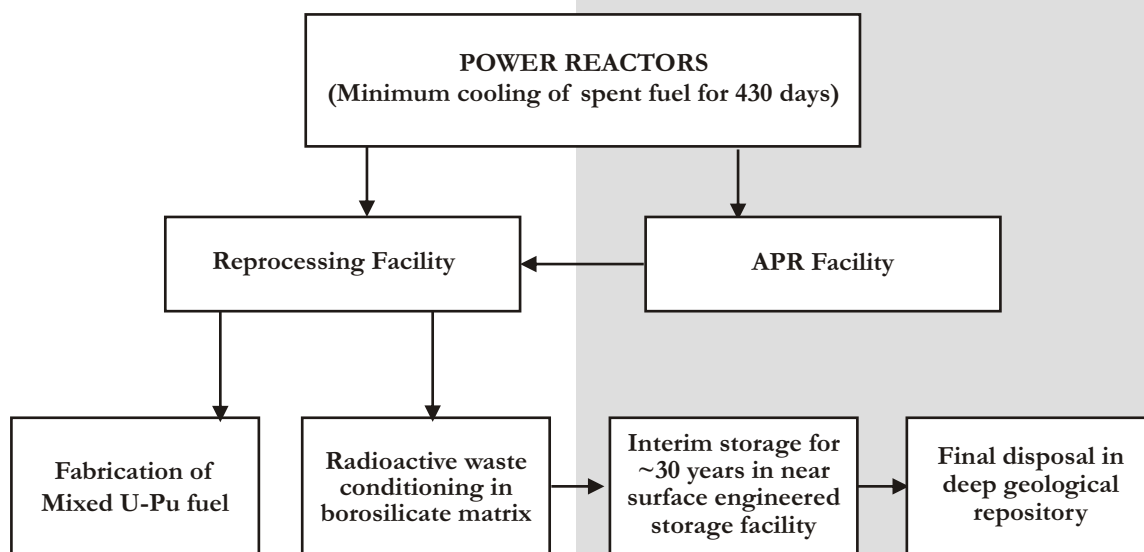 POWER REACTORS
(Minimum cooling of spent fuel for 430 days)
Reprocessing Facility
APR Facility
Fabrication of
Mixed U-Pu fuel
Radioactive waste
conditioning in
borosilicate matrix
Interim storage for
~30 years in near
surface engineered
storage facility
Final disposal in
deep geological
repository